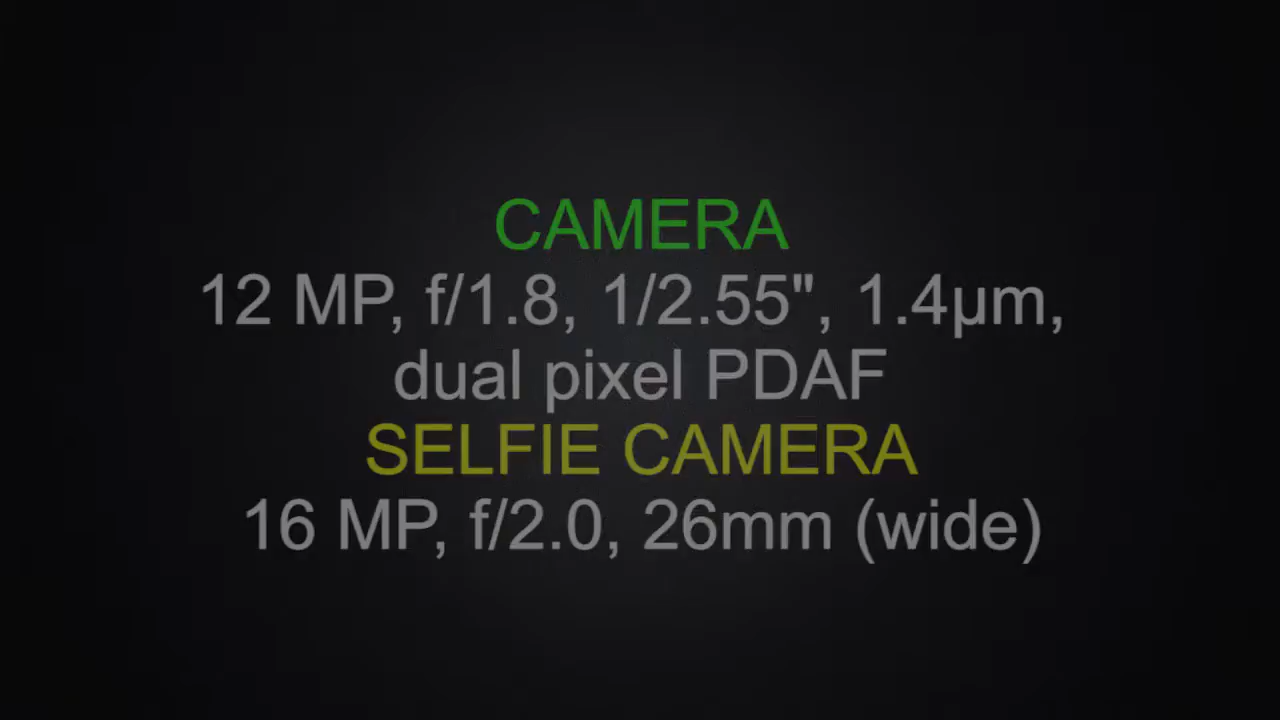 CAMERA
12 MP, f/1.8, 1/2.55", 1.4µm,
dual pixel PDAF
SELFIE CAMERA
16 MP, f/2.0, 26mm (wide)